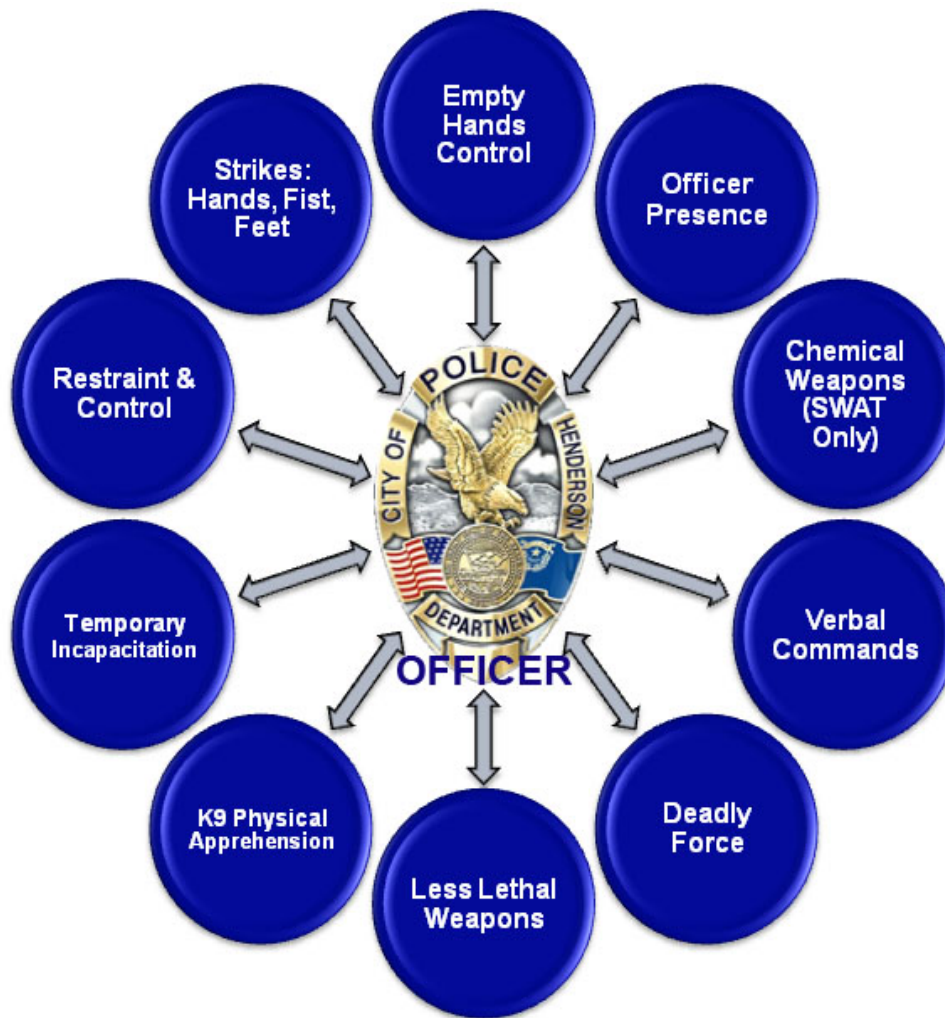 Empty
Hands
Control
Officer
Presence
Chemical
Weapons
(SWAT
Only)
Verbal
Commands
Deadly
Force
Less Lethal
Weapons
K9 Physical
Apprehension
Temporary
Incapacitation
Restraint &
Control
Strikes:
Hands, Fist,
Feet
POLICE
CITY OF
HENDERSON
DEPARTMENT
OFFICER